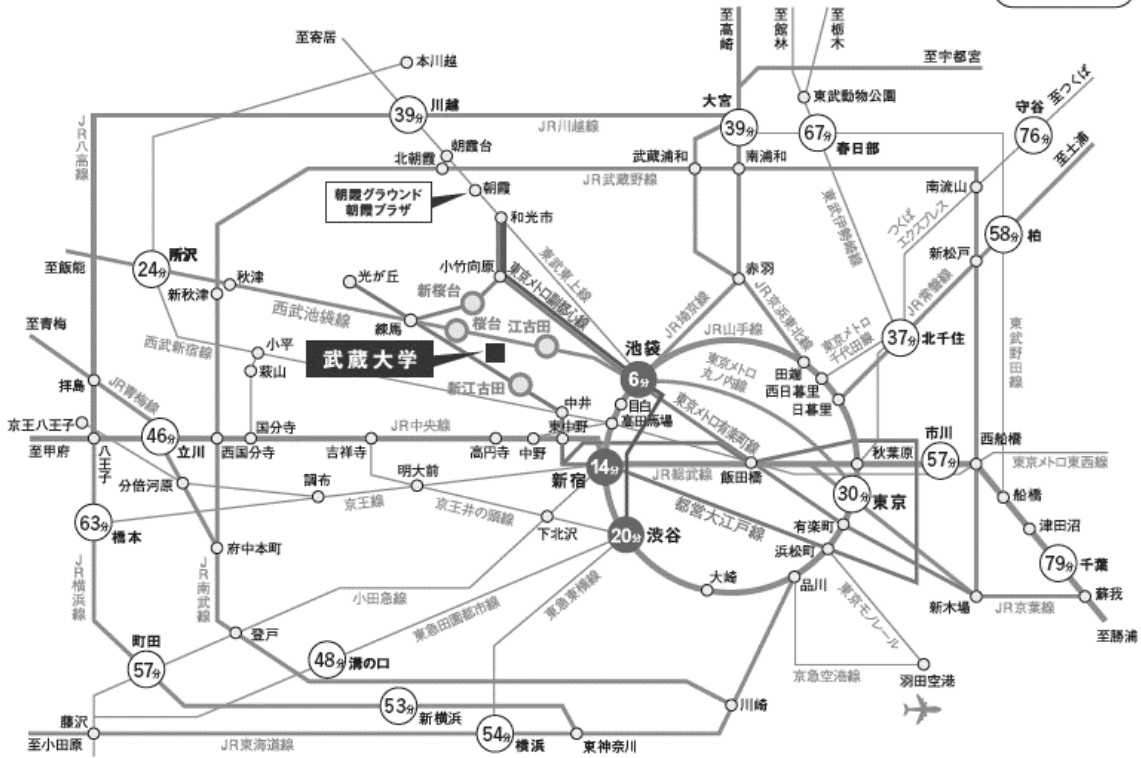 至高崎
至館林
至栃木
至寄居
本川越
至宇都宮
至つくば
東武動物公園
大宮
39分
川越
39分
JR川越線
67分
春日部
守谷
76分
至土浦
JR八高線
朝霞台
北朝霞
武蔵浦和
南浦和
JR武蔵野線
朝霞
朝霞グラウンド
朝霞プラザ
和光市
南流山
つくば
エクスプレス
東武伊勢崎線
58分
柏
新松戸
所沢
24分
至飯能
秋津
新秋津
光が丘
小竹向原
東武東上線
東京メトロ副都心線
赤羽
JR埼京線
JR京浜東北線
JR常磐線
新桜台
桜台
江古田
練馬
西武池袋線
JR山手線
東京メトロ
千代田線
37分
北千住
東武野田線
至青梅
西武新宿線
小平
萩山
武蔵大学
新江古田
池袋
6分
東京メトロ
丸ノ内線
田端
西日暮里
日暮里
拝島
JR青梅線
目白
高田馬場
東京メトロ有楽町線
中井
東中野
京王八王子
至甲府
八王子
46分
立川
西国分寺
国分寺
吉祥寺
JR中央線
高円寺
中野
市川
57分
西船橋
東京メトロ東西線
秋葉原
飯田橋
JR総武線
新宿
14分
分倍河原
調布
明大前
京王線
京王井の頭線
下北沢
都営大江戸線
30分
東京
有楽町
浜松町
船橋
津田沼
79分
千葉
蘇我
至勝浦
63分
橋本
府中本町
渋谷
20分
大崎
品川
新木場
JR京葉線
JR横浜線
JR南武線
小田急線
東急田園都市線
東急東横線
東京モノレール
京急空港線
羽田空港
登戸
町田
57分
48分
溝の口
53分
新横浜
川崎
藤沢
至小田原
JR東海道線
54分
横浜
東神奈川